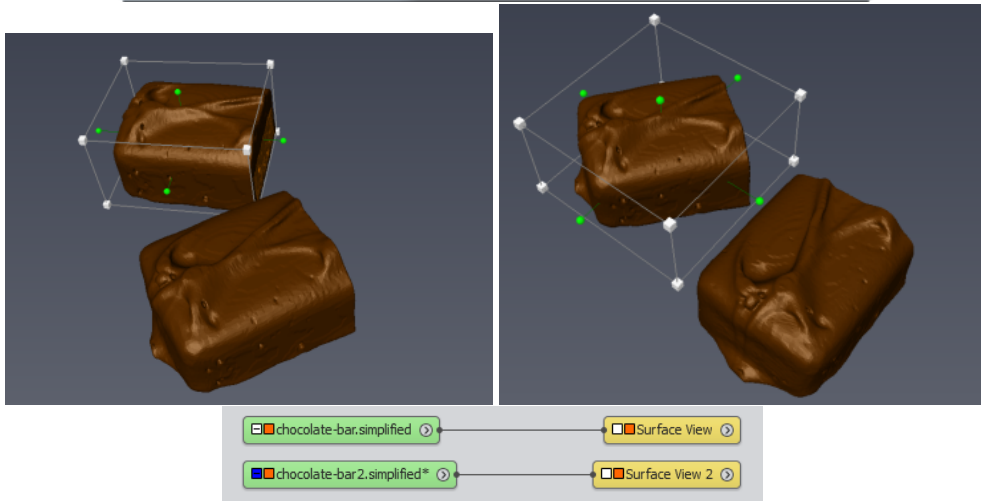 chocolate-bar.simplified
Surface View
chocolate-bar2.simplified*
Surface View 2